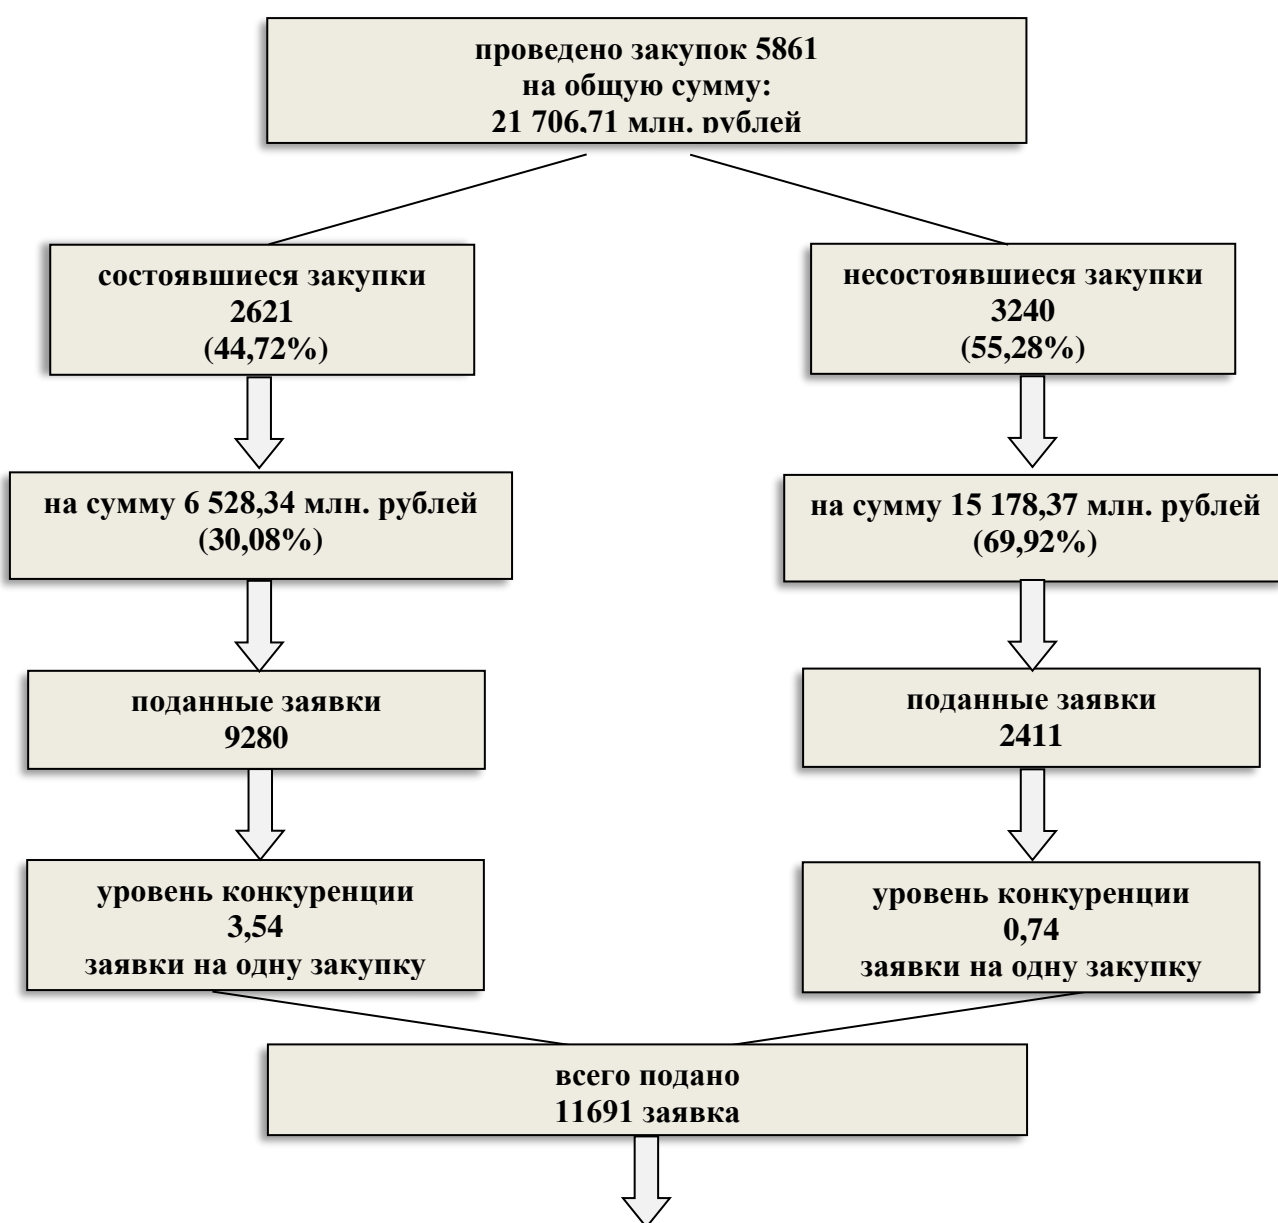 проведено закупок 5861
на общую сумму:
21 706,71 млн. рублей
состоявшиеся закупки
2621
(44,72%)
несостоявшиеся закупки
3240
(55,28%)
на сумму 6 528,34 млн. рублей
(30,08%)
на сумму 15 178,37 млн. рублей
(69,92%)
поданные заявки
9280
поданные заявки
2411
уровень конкуренции
3,54
заявки на одну закупку
уровень конкуренции
0,74
заявки на одну закупку
всего подано
11691 заявка